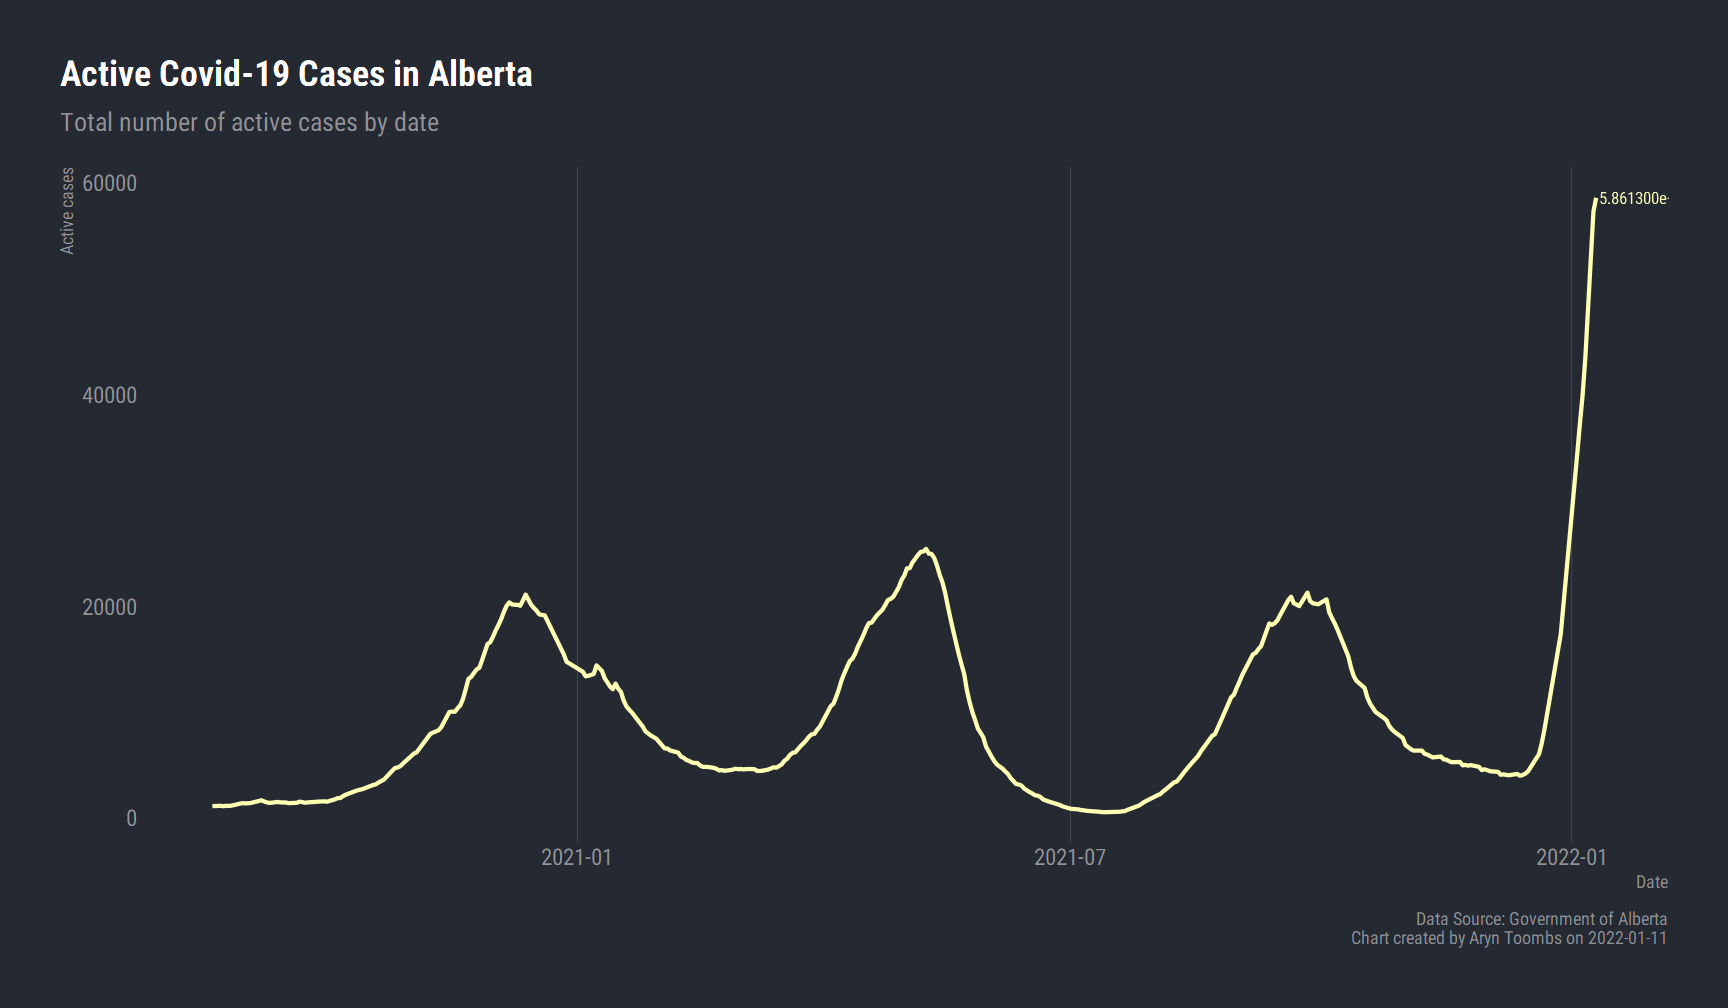 Active Covid-19 Cases in Alberta
Total number of active cases by date
Active cases
60000
5.861300e
40000
20000
0
2021-01
2021-07
2022-01
Date
Data Source: Government of Alberta
Chart created by Aryn Toombs on 2022-01-11